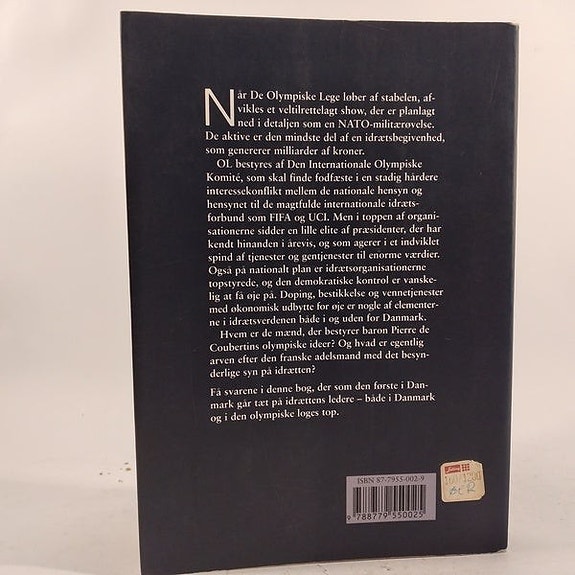 Når De Olympiske Lege løber af stabelen, af-
vikles et veltilrettelagt show, der er planlagt
ned i detaljen som en NATO-militærøvelse.
De aktive er den mindste del af en idrætsbegivenhed,
som genererer milliarder af kroner.
OL bestyres af Den Internationale Olympiske
Komité, som skal finde fodfæste i en stadig hårdere
interessekonflikt mellem de nationale hensyn og
hensynet til de magtfulde internationale idræts-
forbund som FIFA og UCI. Men i toppen af organi-
sationerne sidder en lille elite af præsidenter, der har
kendt hinanden i årevis, og som agerer i et indviklet
spind af tjenester og gentjenester til enorme værdier.
Også på nationalt plan er idrætsorganisationerne
topstyrede, og den demokratiske kontrol er vanske-
lig at få øje på. Doping, bestikkelse og vennetjenester
med økonomisk udbytte for øje er nogle af elementer-
ne i idrætsverdenen både i og uden for Danmark.
Hvem er de mænd, der bestyrer baron Pierre de
Coubertins olympiske ideer? Og hvad er egentlig
arven efter den franske adelsmand med det besyn-
derlige syn på idrætten?
Få svarene i denne bog, der som den første i Dan-
mark går tæt på idrættens ledere – både i Danmark
og i den olympiske loges top.
ISBN 87-7955-002-9
9 788779 550025